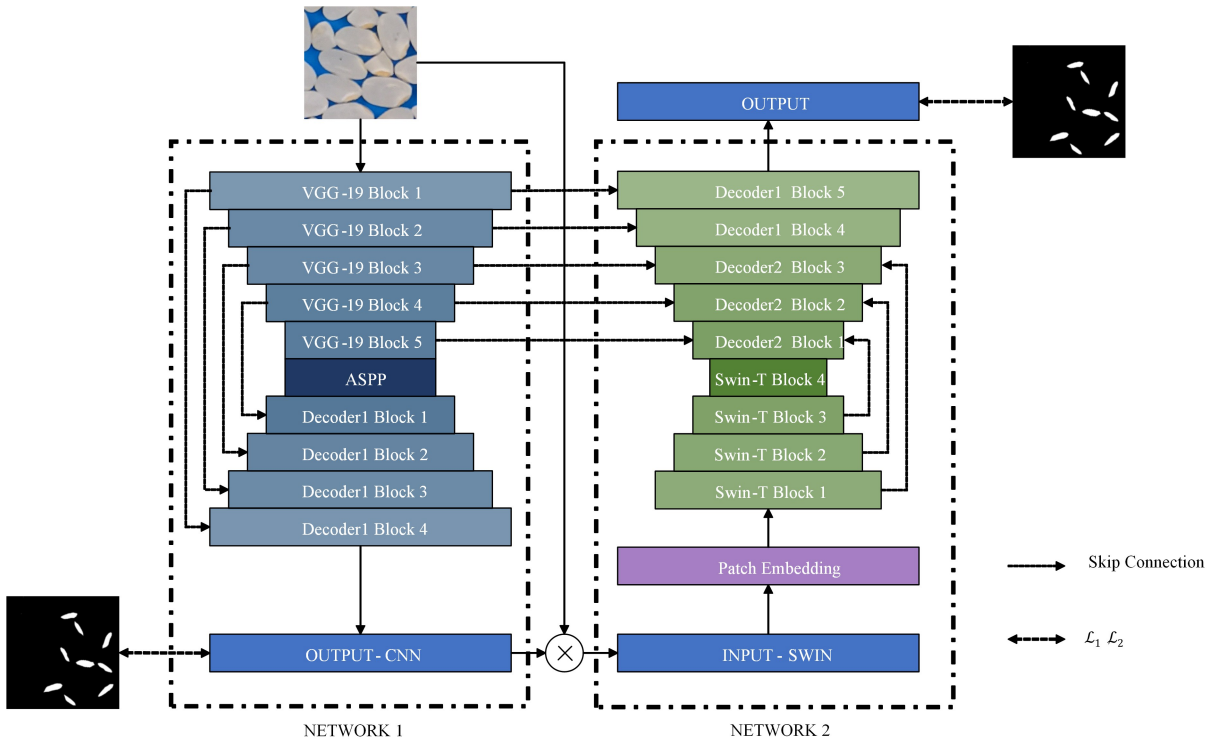 OUTPUT
VGG-19 Block 1
VGG-19 Block 2
VGG-19 Block 3
VGG-19 Block 4
VGG-19 Block 5
ASPP
Decoder1 Block 1
Decoder1 Block 2
Decoder1 Block 3
Decoder1 Block 4
OUTPUT - CNN
NETWORK 1
Decoder1 Block 5
Decoder1 Block 4
Decoder2 Block 3
Decoder2 Block 2
Decoder2 Block 1
Swin-T Block 4
Swin-T Block 3
Swin-T Block 2
Swin-T Block 1
Patch Embedding
INPUT - SWIN
NETWORK 2
Skip Connection
ℒ₁ ℒ₂